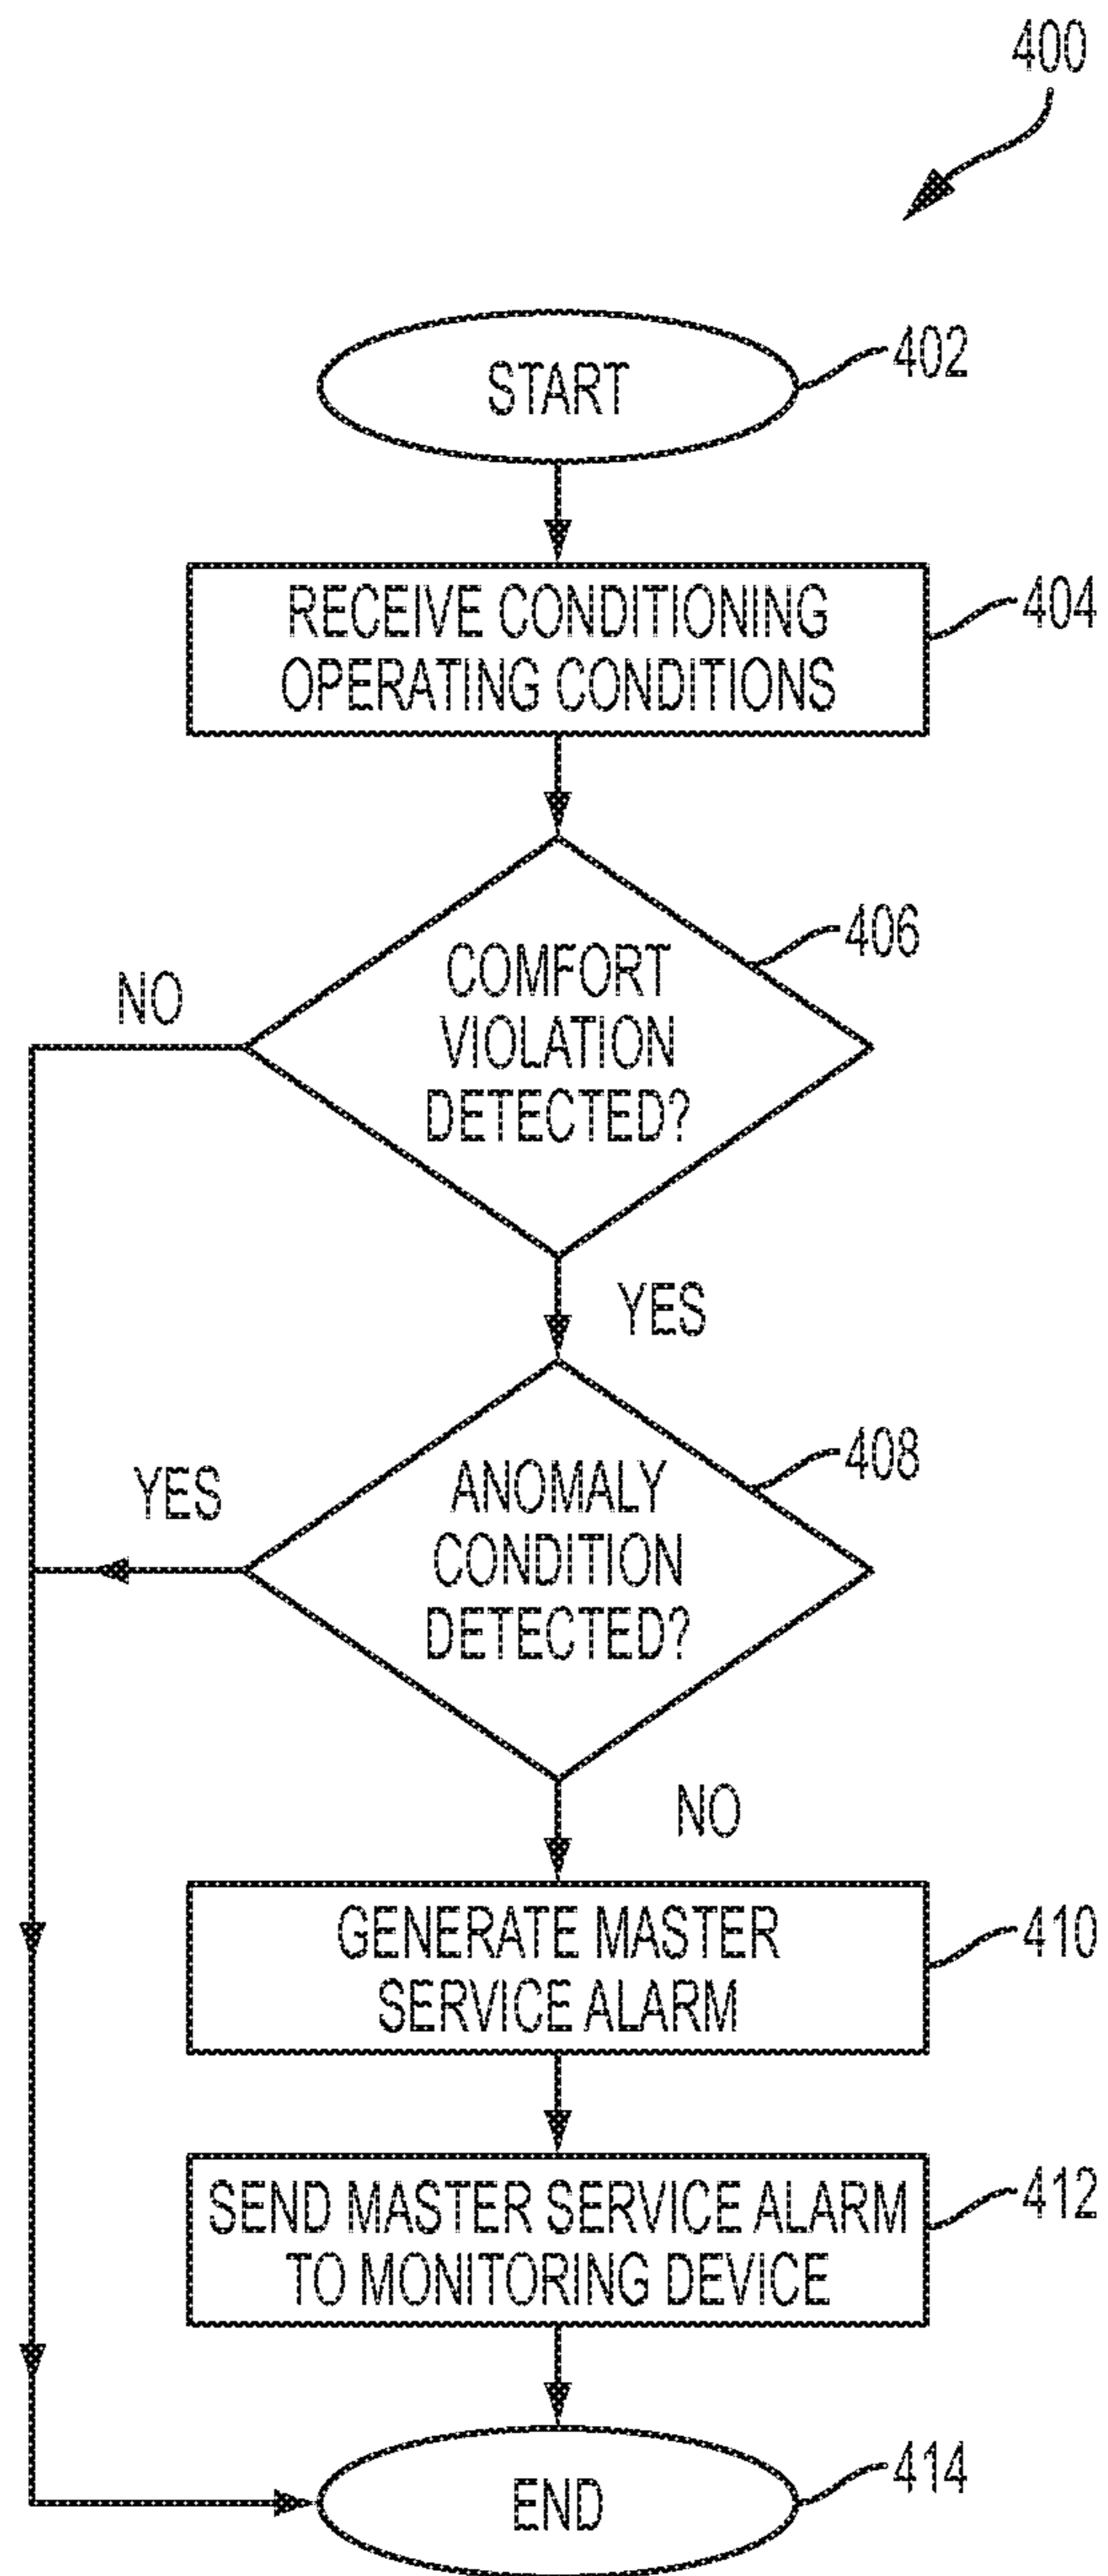 400
START
402
RECEIVE CONDITIONING
OPERATING CONDITIONS
404
COMFORT
VIOLATION
DETECTED?
406
NO
YES
ANOMALY
CONDITION
DETECTED?
408
YES
NO
GENERATE MASTER
SERVICE ALARM
410
SEND MASTER SERVICE ALARM
TO MONITORING DEVICE
412
END
414